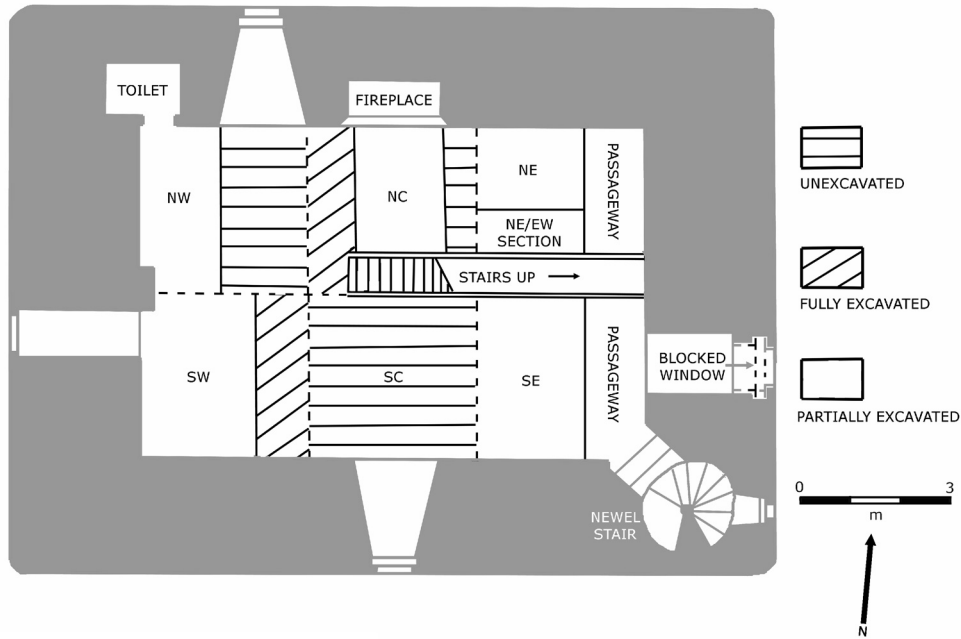 TOILET
FIREPLACE
NW
NC
NE
PASSAGEWAY
NE/EW
SECTION
STAIRS UP
SW
SC
SE
PASSAGEWAY
BLOCKED
WINDOW
NEWEL
STAIR
UNEXCAVATED
FULLY EXCAVATED
PARTIALLY EXCAVATED
0 3
m
N